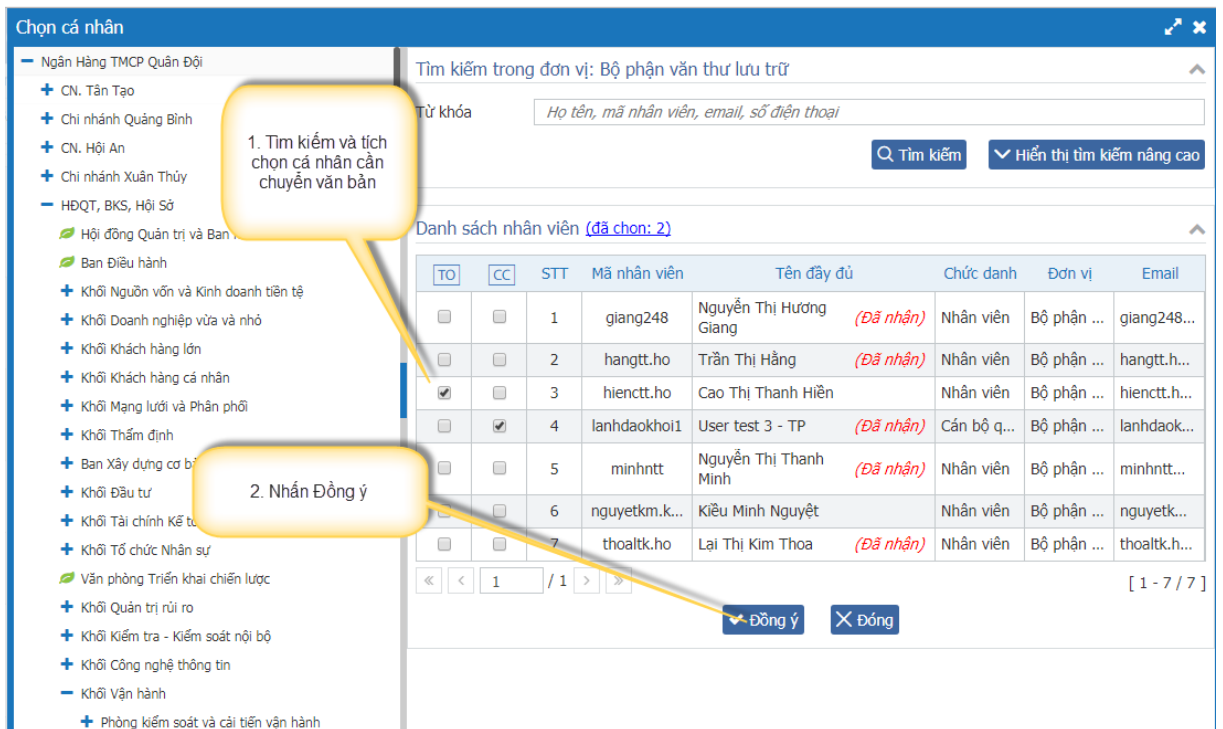 Chọn cá nhân
Ngân Hàng TMCP Quân Đội
CN. Tân Tạo
Chi nhánh Quảng Bình
CN. Hội An
Chi nhánh Xuân Thủy
HĐQT, BKS, Hội Sở
Hội đồng Quản trị và Ban
Ban Điều hành
Khối Nguồn vốn và Kinh doanh tiền tệ
Khối Doanh nghiệp vừa và nhỏ
Khối Khách hàng lớn
Khối Khách hàng cá nhân
Khối Mạng lưới và Phân phối
Khối Thẩm định
Ban Xây dựng cơ
Khối Đầu tư
Khối Tài chính Kế
Khối Tổ chức Nhân sự
Văn phòng Triển khai chiến lược
Khối Quản trị rủi ro
Khối Kiểm tra - Kiểm soát nội bộ
Khối Công nghệ thông tin
Khối Vận hành
Phòng kiểm soát và cải tiến vận hành
1. Tìm kiếm và tích
chọn cá nhân cần
chuyển văn bản
2. Nhấn Đồng ý
Tìm kiếm trong đơn vị: Bộ phận văn thư lưu trữ
Từ khóa Họ tên, mã nhân viên, email, số điện thoại
Tìm kiếm Hiển thị tìm kiếm nâng cao
Danh sách nhân viên (đã chọn: 2)
TO CC STT Mã nhân viên Tên đầy đủ Chức danh Đơn vị Email
1 giang248 Nguyễn Thị Hương Giang (Đã nhận) Nhân viên Bộ phận ... giang248...
2 hangtt.ho Trần Thị Hằng (Đã nhận) Nhân viên Bộ phận ... hangtt.h...
3 hienctt.ho Cao Thị Thanh Hiền Nhân viên Bộ phận ... hienctt.h...
4 lanhdaokhoi1 User test 3 - TP (Đã nhận) Cán bộ q... Bộ phận ... lanhdaok...
5 minhntt Nguyễn Thị Thanh Minh (Đã nhận) Nhân viên Bộ phận ... minhntt...
6 nguyetkm.k... Kiều Minh Nguyệt Nhân viên Bộ phận ... nguyetk...
7 thoaltk.ho Lại Thị Kim Thoa (Đã nhận) Nhân viên Bộ phận ... thoaltk.h...
« < 1 / 1 > » [ 1 - 7 / 7 ]
Đồng ý Đóng